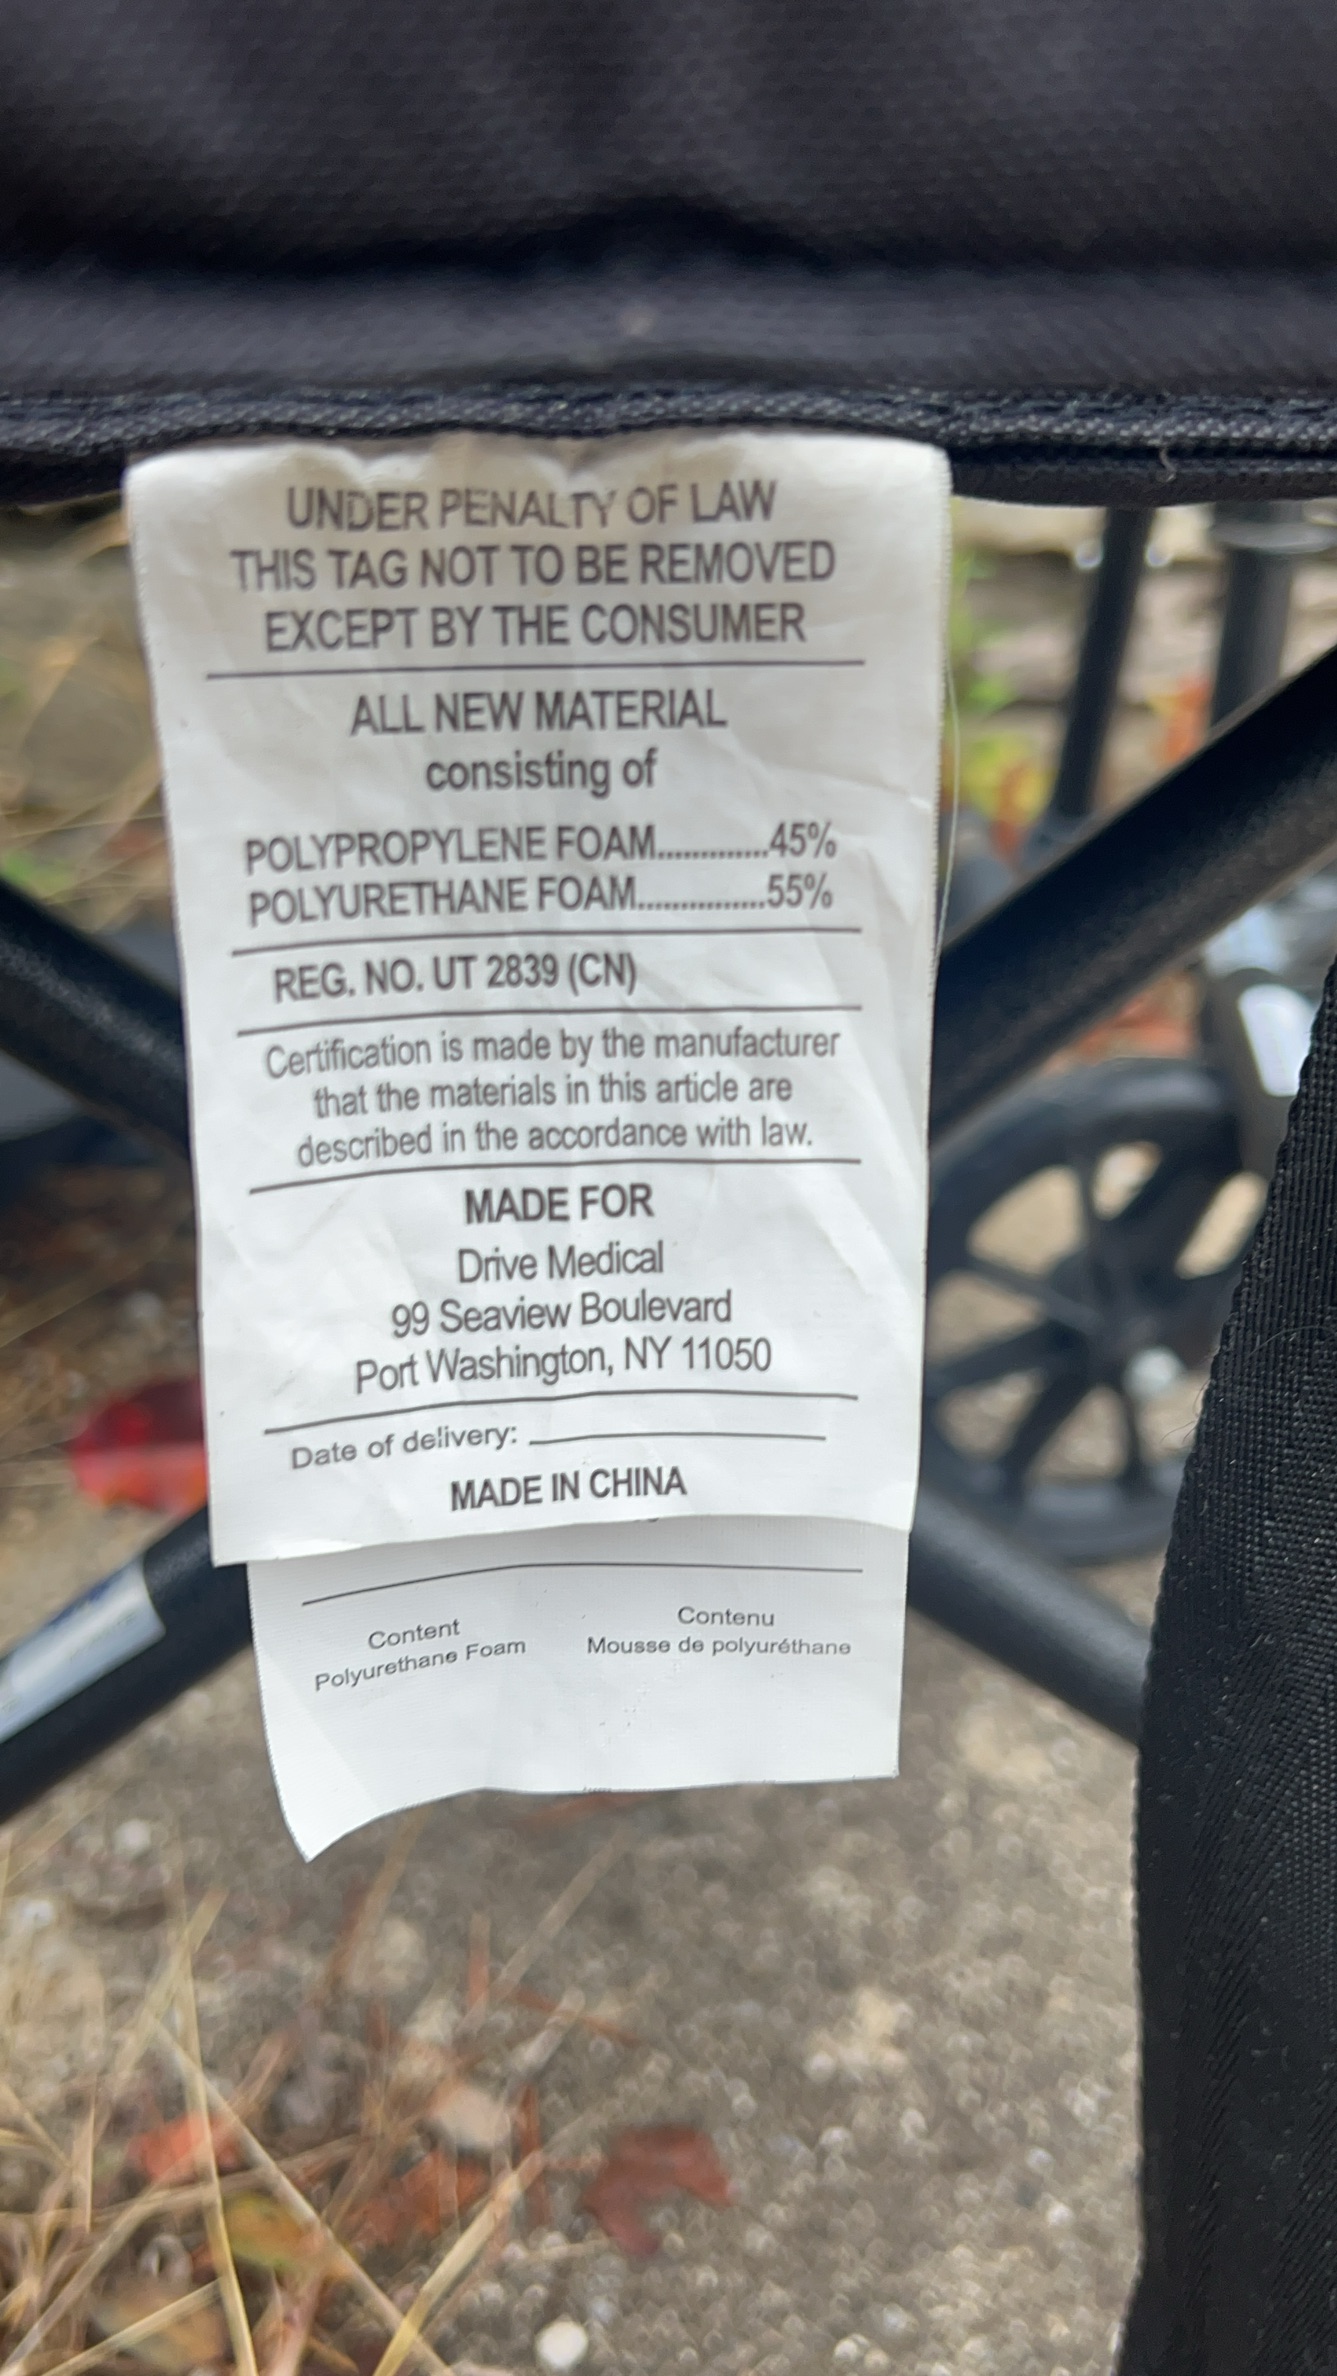 UNDER PENALTY OF LAW
THIS TAG NOT TO BE REMOVED
EXCEPT BY THE CONSUMER
ALL NEW MATERIAL
consisting of
POLYPROPYLENE FOAM.............45%
POLYURETHANE FOAM...............55%
REG. NO. UT 2839 (CN)
Certification is made by the manufacturer
that the materials in this article are
described in the accordance with law.
MADE FOR
Drive Medical
99 Seaview Boulevard
Port Washington, NY 11050
Date of delivery:
MADE IN CHINA
Content
Polyurethane Foam
Contenu
Mousse de polyuréthane